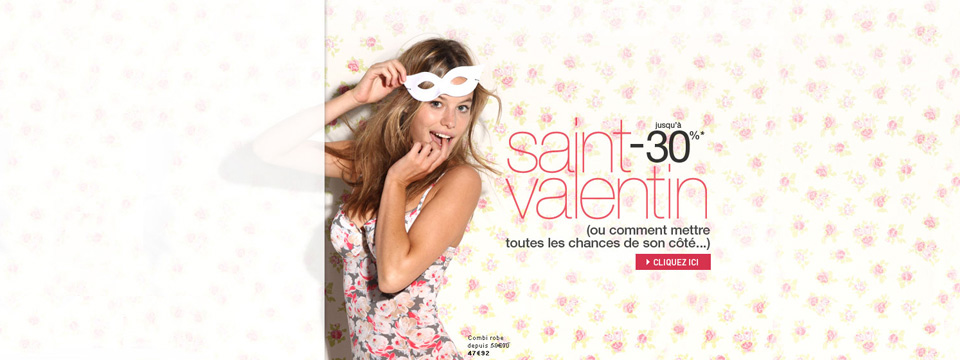 jusqu'à
saint -30%*
valentin
(ou comment mettre
toutes les chances de son côté...)
CLIQUEZ ICI
Combi robe
depuis 59€90
47€92